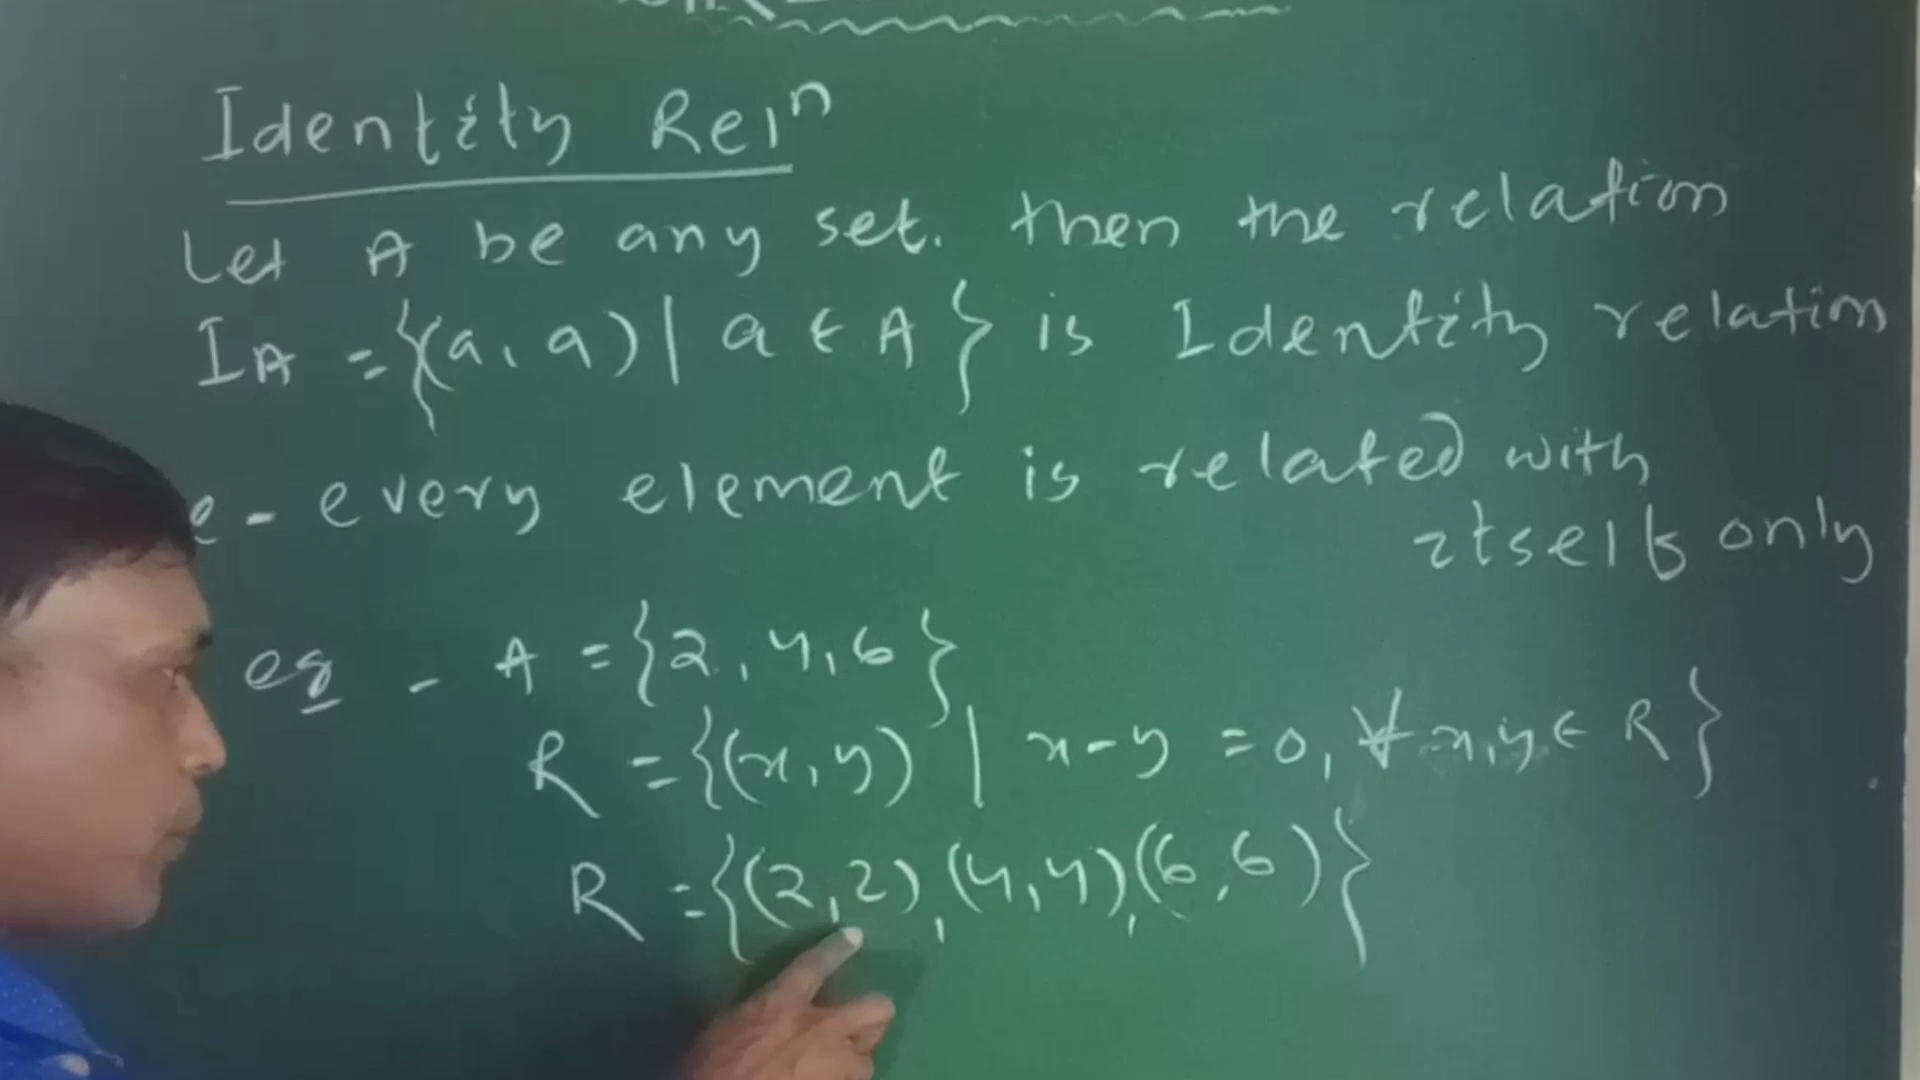 Identity Relⁿ
Let A be any set. Then the relation
I_A = {(a, a) | a ∈ A} is Identity relation
e - every element is related with
itself only
eg - A = {2, 4, 6}
R = {(x, y) | x - y = 0, ∀ x, y ∈ R}
R = {(2,2), (4,4), (6,6)}